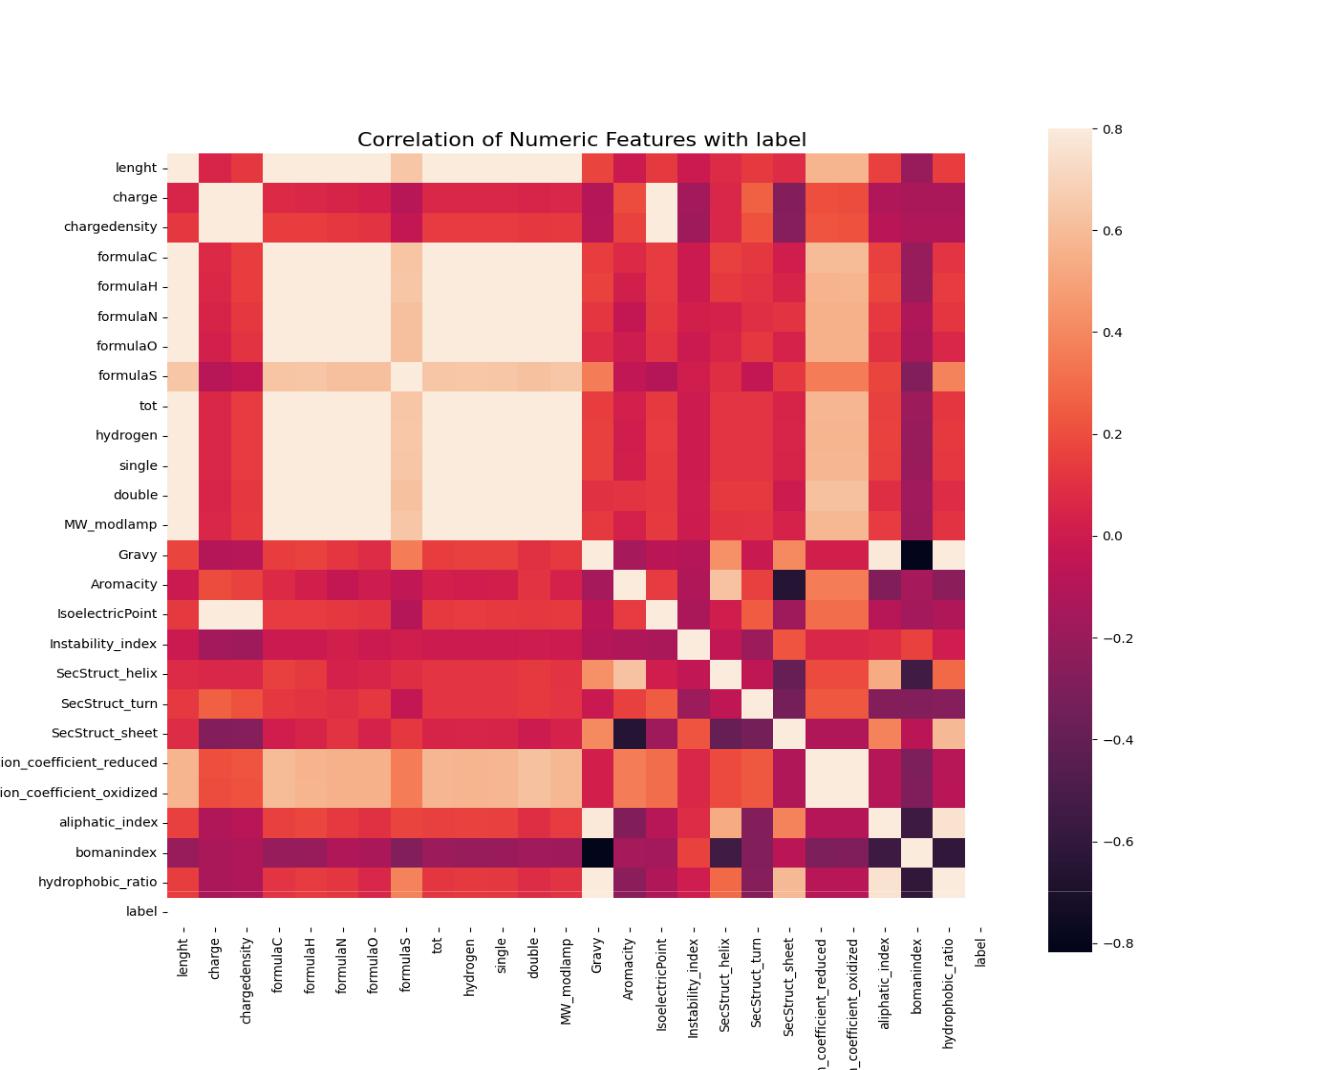 Correlation of Numeric Features with label
lenght
charge
chargedensity
formulaC
formulaH
formulaN
formulaO
formulaS
tot
hydrogen
single
double
MW_modlamp
Gravy
Aromacity
IsoelectricPoint
Instability_index
SecStruct_helix
SecStruct_turn
SecStruct_sheet
ion_coefficient_reduced
ion_coefficient_oxidized
aliphatic_index
bomanindex
hydrophobic_ratio
label
lenght
charge
chargedensity
formulaC
formulaH
formulaN
formulaO
formulaS
tot
hydrogen
single
double
MW_modlamp
Gravy
Aromacity
IsoelectricPoint
Instability_index
SecStruct_helix
SecStruct_turn
SecStruct_sheet
_coefficient_reduced
_coefficient_oxidized
aliphatic_index
bomanindex
hydrophobic_ratio
label
0.8
0.6
0.4
0.2
0.0
−0.2
−0.4
−0.6
−0.8